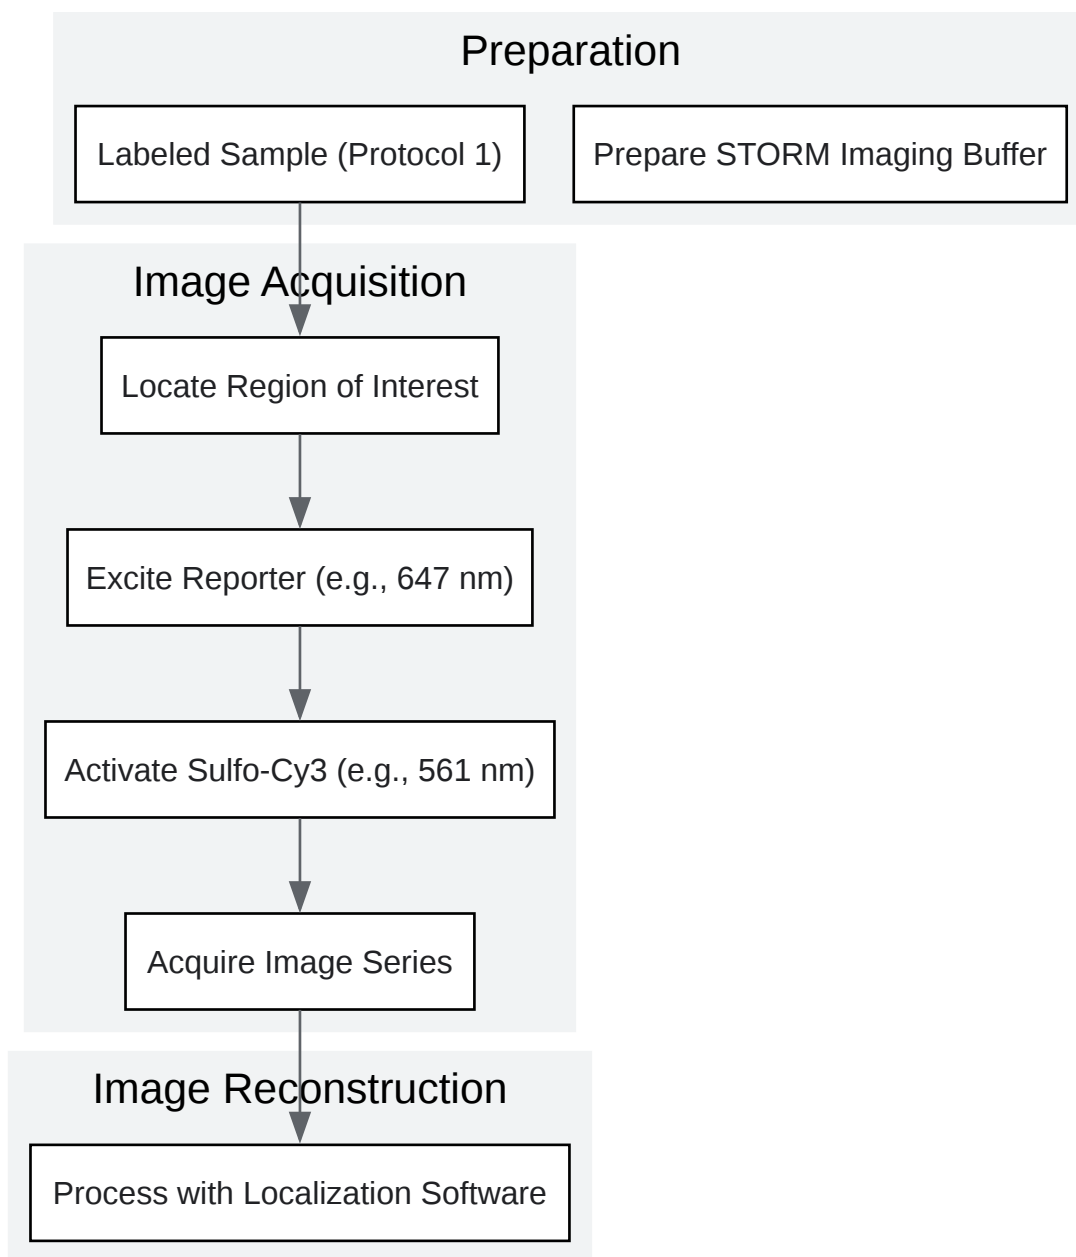 Preparation
Labeled Sample (Protocol 1)
Prepare STORM Imaging Buffer
Image Acquisition
Locate Region of Interest
Excite Reporter (e.g., 647 nm)
Activate Sulfo-Cy3 (e.g., 561 nm)
Acquire Image Series
Image Reconstruction
Process with Localization Software